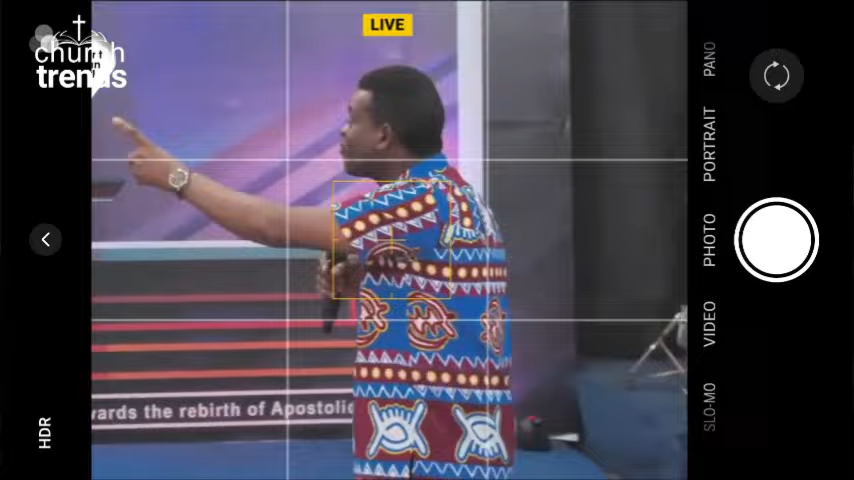 LIVE
church
trends
PANO
PORTRAIT
PHOTO
VIDEO
SLO-MO
HDR
wards the rebirth of Apostolic